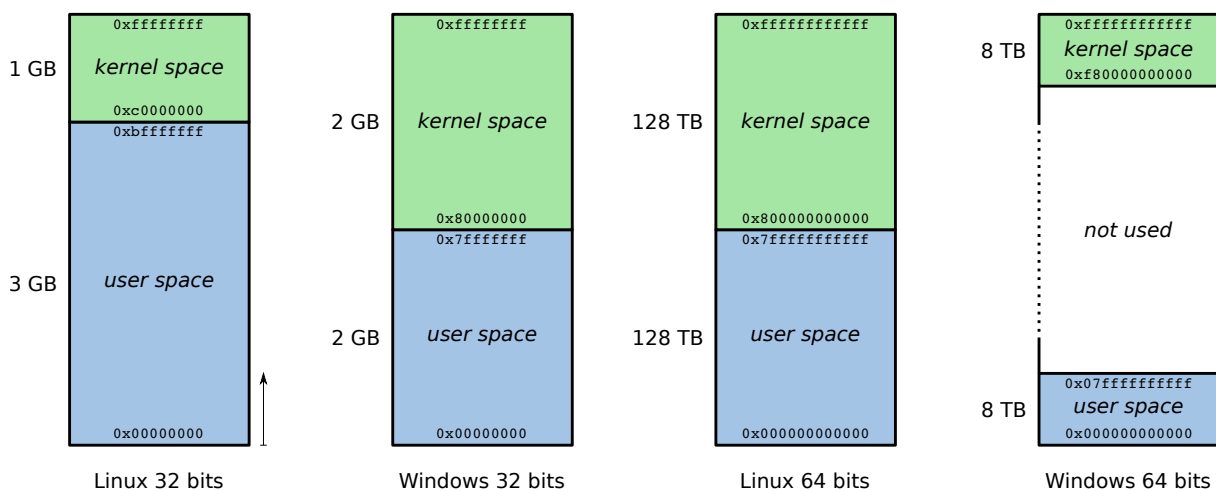 0xffffffff
1 GB
kernel space
0xc0000000
0xbfffffff
3 GB
user space
0x00000000
Linux 32 bits
0xffffffff
2 GB
kernel space
0x80000000
0x7fffffff
2 GB
user space
0x00000000
Windows 32 bits
0xffffffffffff
128 TB
kernel space
0x800000000000
0x7fffffffffff
128 TB
user space
0x000000000000
Linux 64 bits
0xffffffffffff
8 TB
kernel space
0xf80000000000
not used
0x07ffffffffff
8 TB
user space
0x000000000000
Windows 64 bits